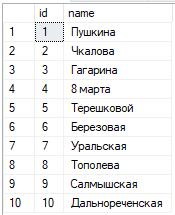 id name
1 1 Пушкина
2 2 Чкалова
3 3 Гагарина
4 4 8 марта
5 5 Терешковой
6 6 Березовая
7 7 Уральская
8 8 Тополева
9 9 Салмышская
10 10 Дальнореченская